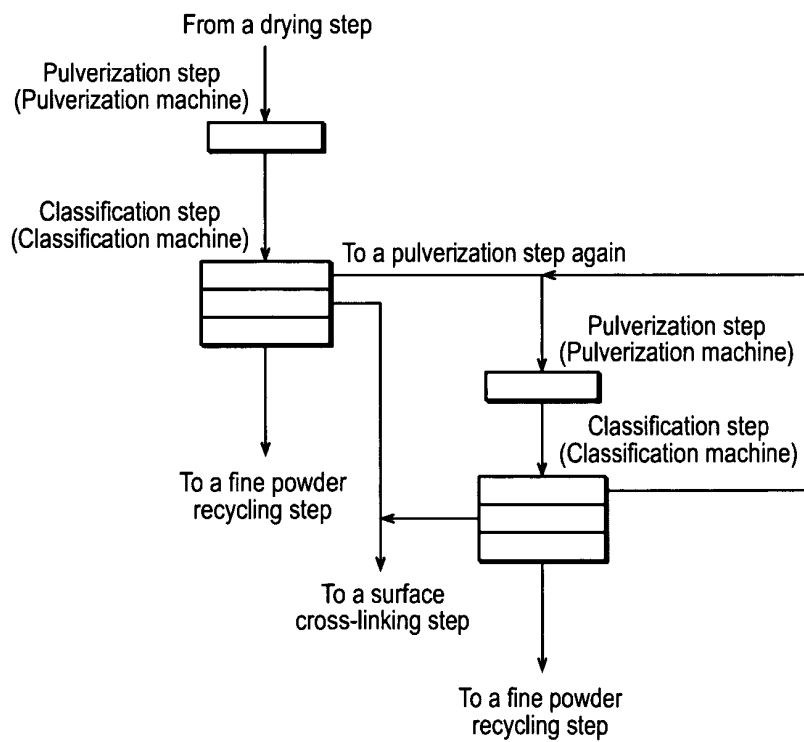 From a drying step
Pulverization step
(Pulverization machine)
Classification step
(Classification machine)
To a pulverization step again
Pulverization step
(Pulverization machine)
Classification step
(Classification machine)
To a fine powder
recycling step
To a surface
cross-linking step
To a fine powder
recycling step